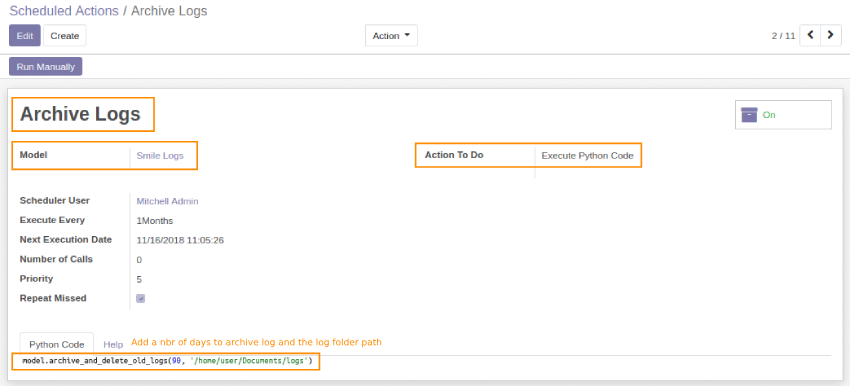 Scheduled Actions / Archive Logs
Edit Create Action 2 / 11
Run Manually
Archive Logs
On
Model Smile Logs Action To Do Execute Python Code
Scheduler User Mitchell Admin
Execute Every 1Months
Next Execution Date 11/16/2018 11:05:26
Number of Calls 0
Priority 5
Repeat Missed
Python Code Help Add a nbr of days to archive log and the log folder path
model.archive_and_delete_old_logs(90, '/home/user/Documents/logs')